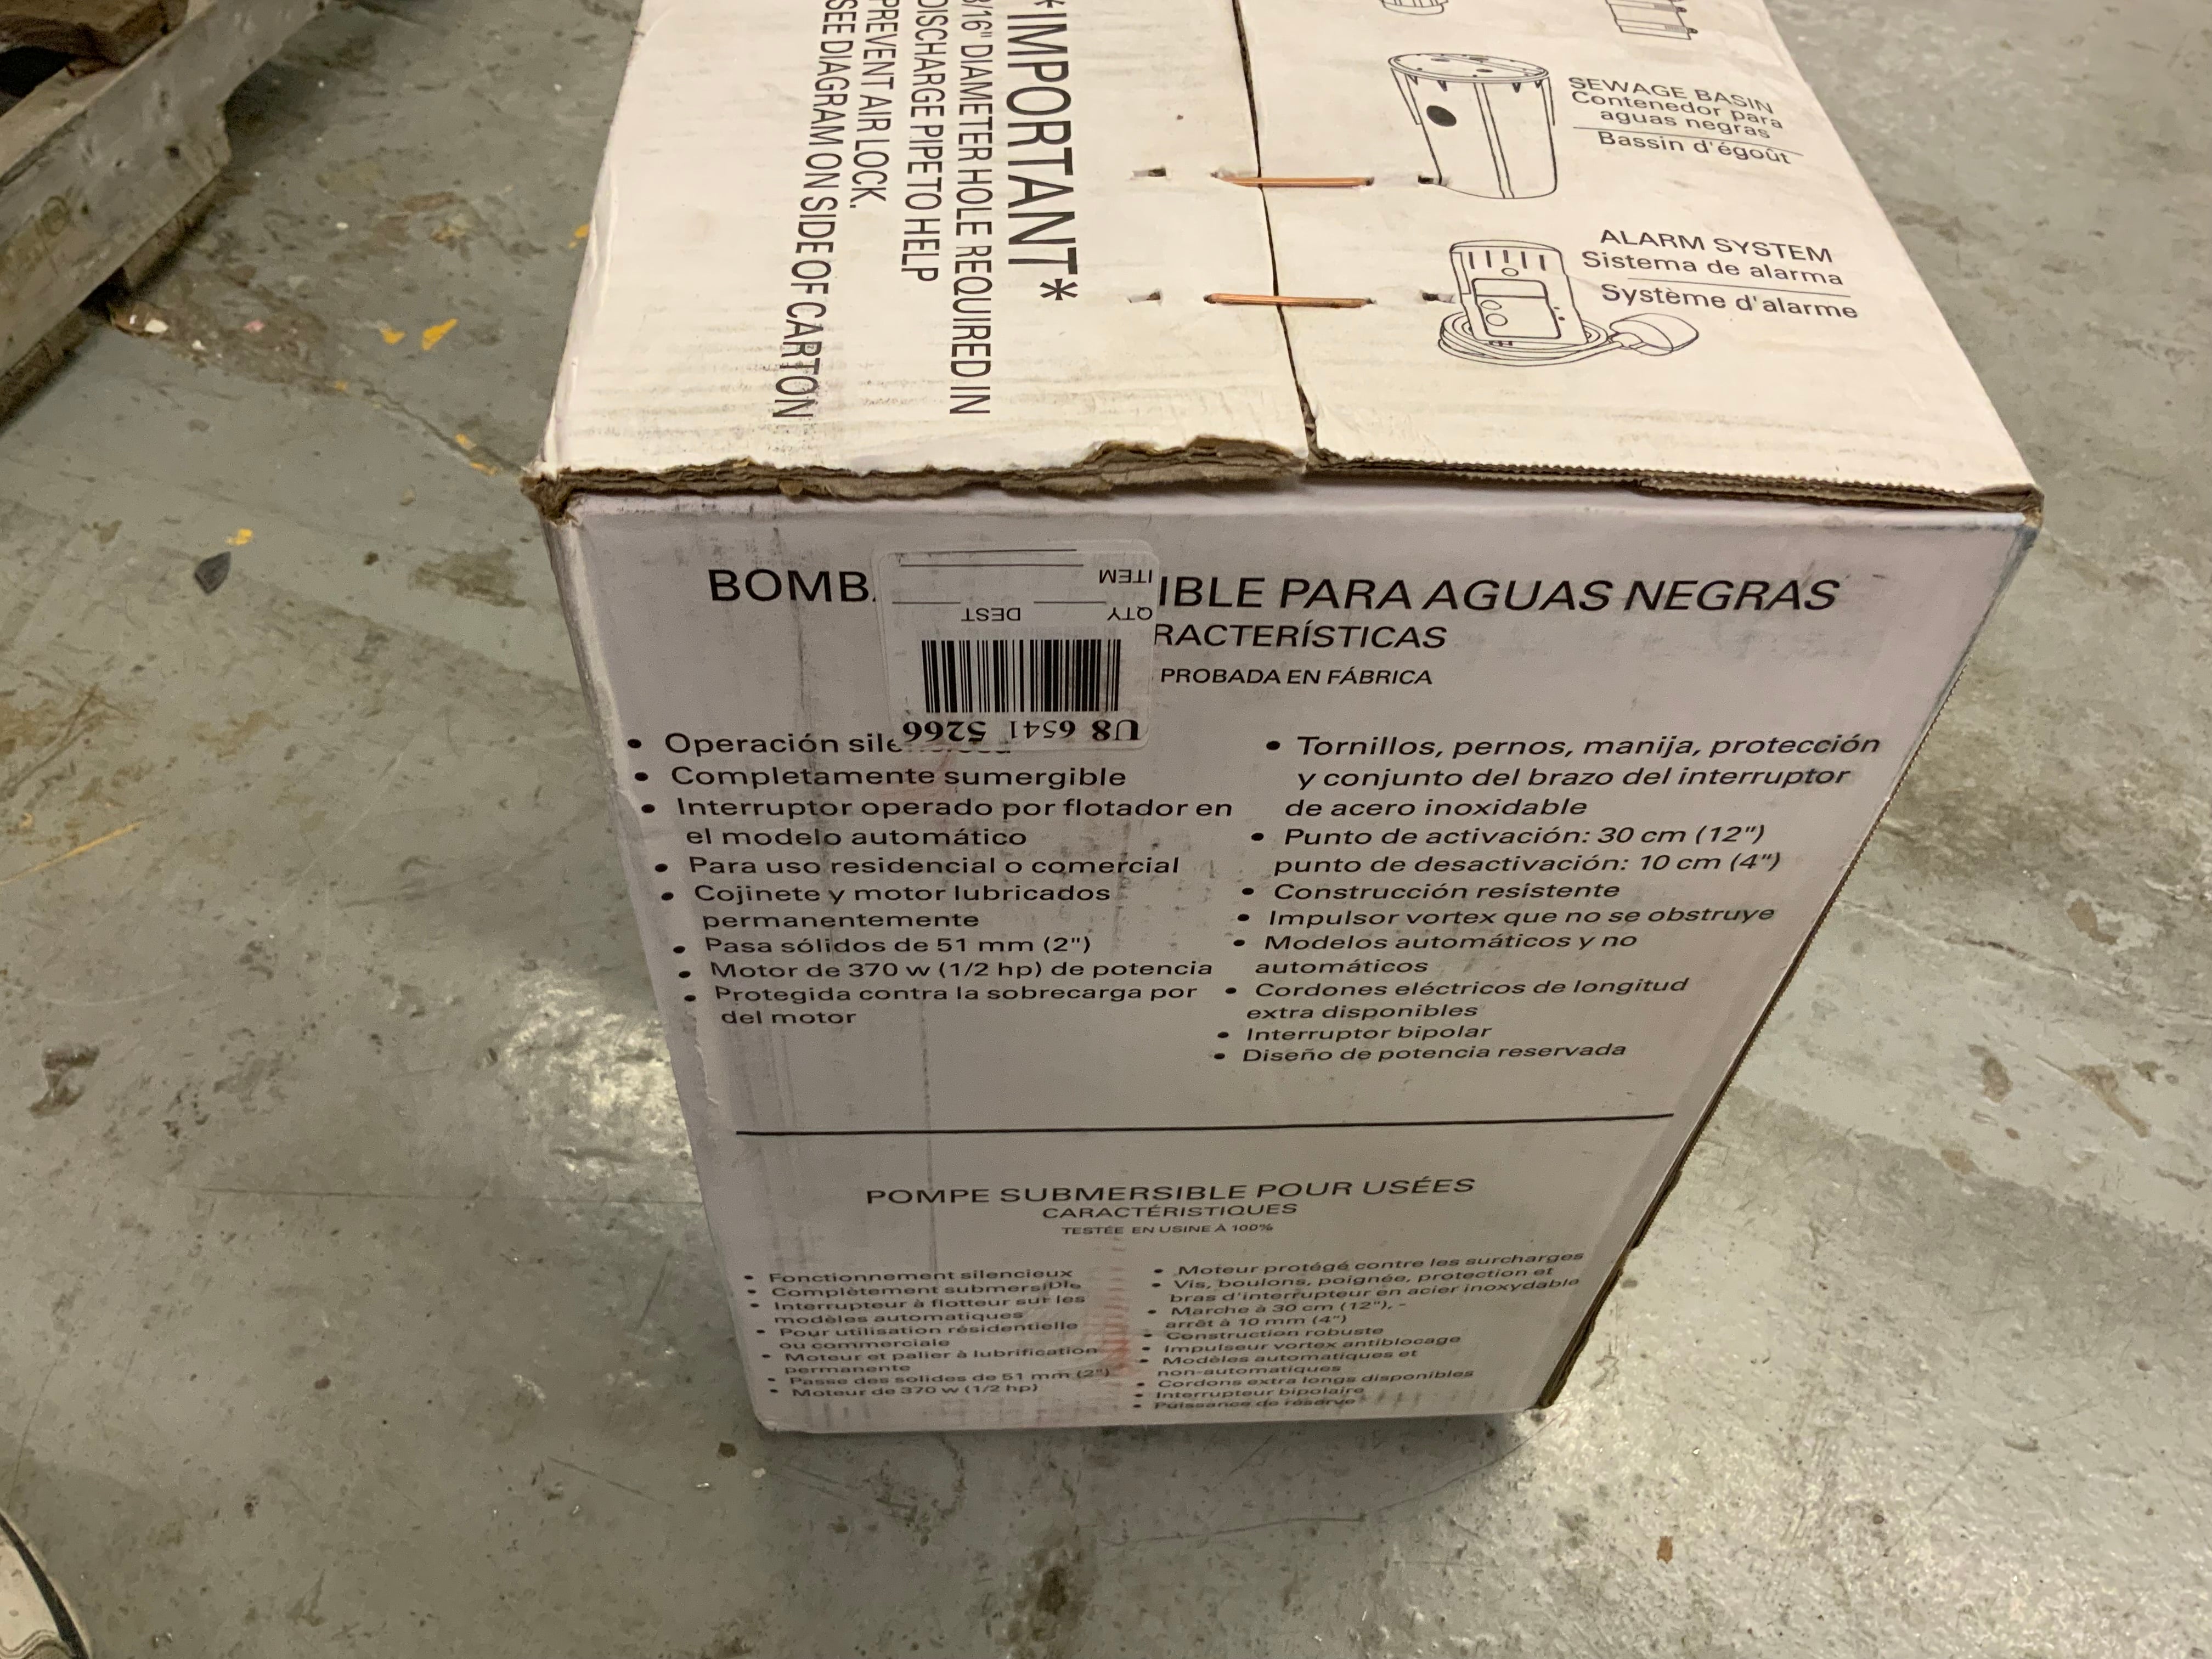 *IMPORTANT*
3/16" DIAMETER HOLE REQUIRED IN
DISCHARGE PIPE TO HELP
PREVENT AIR LOCK.
SEE DIAGRAM ON SIDE OF CARTON
SEWAGE BASIN
Contenedor para
aguas negras
Bassin d'égoût
ALARM SYSTEM
Sistema de alarma
Système d'alarme
BOMB IBLE PARA AGUAS NEGRAS
RACTERÍSTICAS
PROBADA EN FÁBRICA
ITEM
QTY DEST
U8 6541 5266
• Operación sile
• Completamente sumergible
• Interruptor operado por flotador en
el modelo automático
• Para uso residencial o comercial
• Cojinete y motor lubricados
permanentemente
• Pasa sólidos de 51 mm (2")
• Motor de 370 w (1/2 hp) de potencia
• Protegida contra la sobrecarga por
del motor
• Tornillos, pernos, manija, protección
y conjunto del brazo del interruptor
de acero inoxidable
• Punto de activación: 30 cm (12")
punto de desactivación: 10 cm (4")
• Construcción resistente
• Impulsor vortex que no se obstruye
• Modelos automáticos y no
automáticos
• Cordones eléctricos de longitud
extra disponibles
• Interruptor bipolar
• Diseño de potencia reservada
POMPE SUBMERSIBLE POUR USÉES
CARACTÉRISTIQUES
TESTÉE EN USINE À 100%
• Fonctionnement silencieux
• Complètement submersible
• Interrupteur à flotteur sur les
modèles automatiques
• Pour utilisation résidentielle
ou commerciale
• Moteur et palier à lubrification
permanente
• Passe des solides de 51 mm (2")
• Moteur de 370 w (1/2 hp)
• Moteur protégé contre les surcharges
• Vis, boulons, poignée, protection et
bras d'interrupteur en acier inoxydable
• Marche à 30 cm (12"), -
arrêt à 10 mm (4")
• Construction robuste
• Impulseur vortex antiblocage
• Modèles automatiques et
non-automatiques
• Cordons extra longs disponibles
• Interrupteur bipolaire
• Puissance de réserve